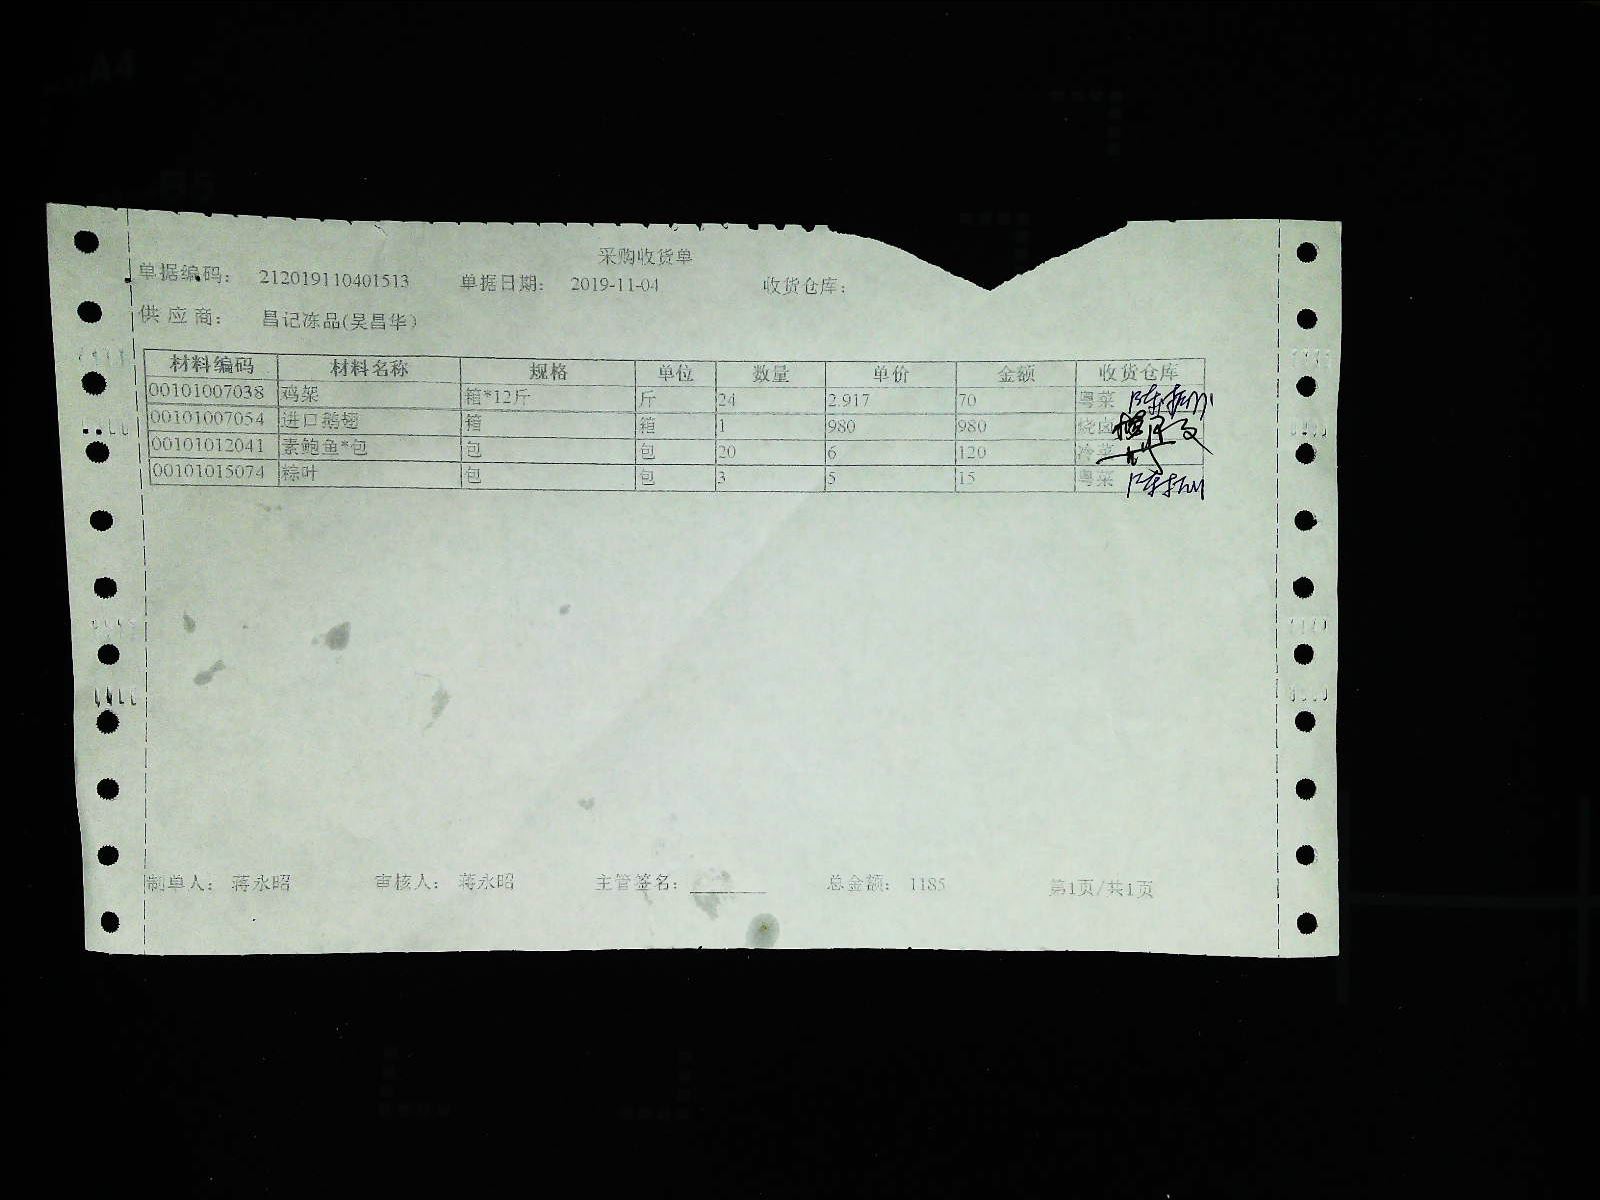 采购收货单
单据编码： 212019110401513 单据日期： 2019-11-04 收货仓库：
供 应 商： 昌记冻品(吴昌华)
材料编码 材料名称 规格 单位 数量 单价 金额 收货仓库
00101007038 鸡架 箱*12斤 斤 24 2.917 70 粤菜
00101007054 进口鹅翅 箱 箱 1 980 980 烧卤
00101012041 素鲍鱼*包 包 包 20 6 120 冷菜
00101015074 粽叶 包 包 3 5 15 粤菜
制单人： 蒋永昭 审核人： 蒋永昭 主管签名： 总金额： 1185 第1页/共1页